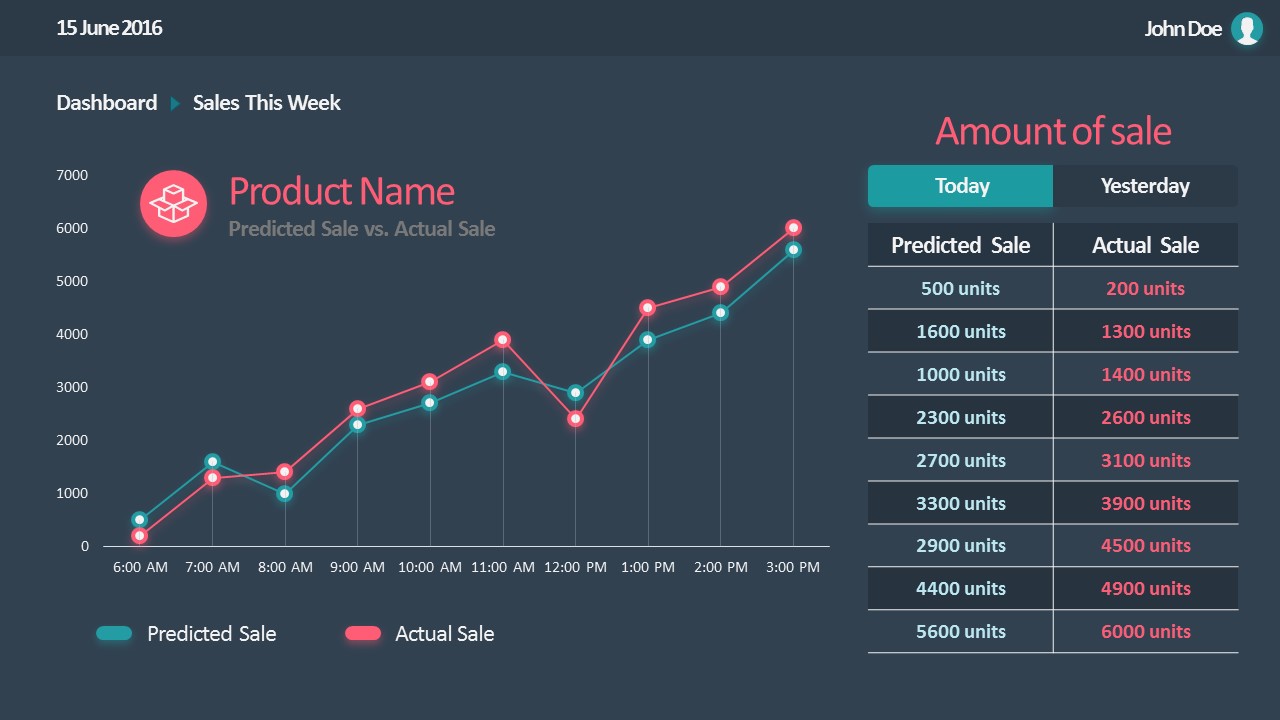 15 June 2016
John Doe
Dashboard Sales This Week
Product Name
Predicted Sale vs. Actual Sale
7000
6000
5000
4000
3000
2000
1000
0
6:00 AM 7:00 AM 8:00 AM 9:00 AM 10:00 AM 11:00 AM 12:00 PM 1:00 PM 2:00 PM 3:00 PM
Predicted Sale Actual Sale
Amount of sale
Today Yesterday
Predicted Sale Actual Sale
500 units 200 units
1600 units 1300 units
1000 units 1400 units
2300 units 2600 units
2700 units 3100 units
3300 units 3900 units
2900 units 4500 units
4400 units 4900 units
5600 units 6000 units